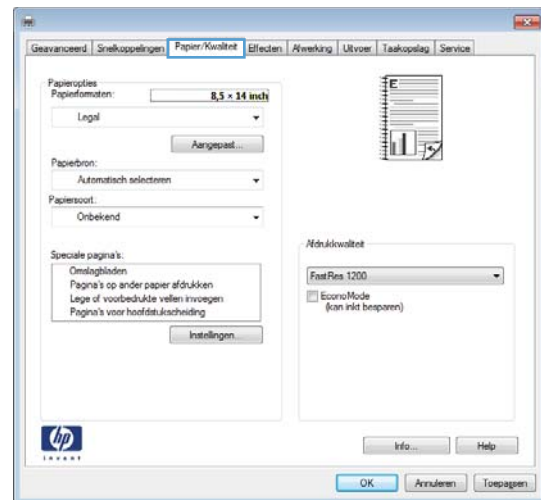 Geavanceerd Snelkoppelingen Papier/Kwaliteit Effecten Afwerking Uitvoer Taakopslag Service
Papieropties
Papierformaten: 8,5 × 14 inch
Legal
Aangepast...
Papierbron:
Automatisch selecteren
Papiersoort:
Onbekend
Speciale pagina's:
Omslagbladen
Pagina's op ander papier afdrukken
Lege of voorbedrukte vellen invoegen
Pagina's voor hoofdstukscheiding
Instellingen...
E
Afdrukkwaliteit
FastRes 1200
EconoMode
(kan inkt besparen)
hp
invent
Info... Help
OK Annuleren Toepassen